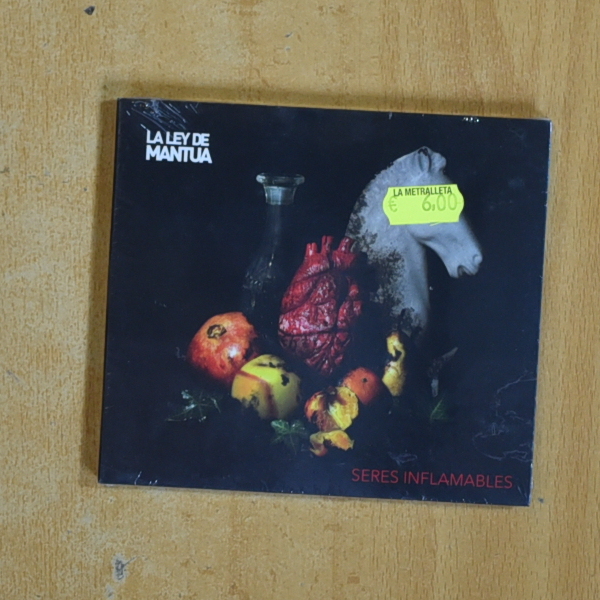 LA LEY DE
MANTUA
LA METRALLETA
€ 6,00
SERES INFLAMABLES